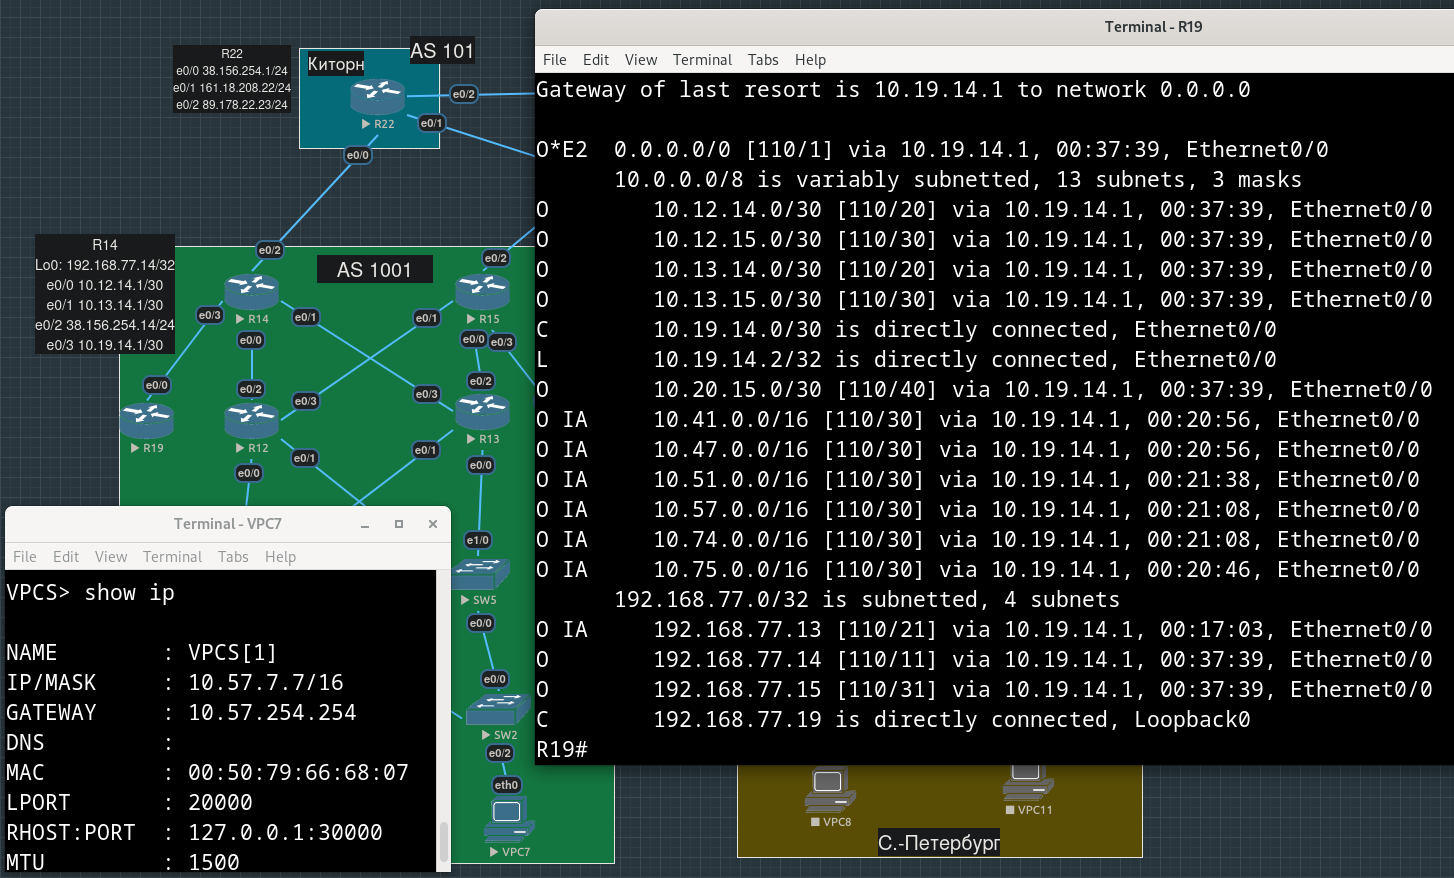 R22
e0/0 38.156.254.1/24
e0/1 161.18.208.22/24
e0/2 89.178.22.23/24
Киторн
AS 101
R22
e0/2
e0/1
e0/0
R14
Lo0: 192.168.77.14/32
e0/0 10.12.14.1/30
e0/1 10.13.14.1/30
e0/2 38.156.254.14/24
e0/3 10.19.14.1/30
AS 1001
e0/2
e0/2
R14
R15
e0/3
e0/1
e0/1
e0/0
e0/0
e0/3
e0/0
e0/2
e0/3
e0/3
e0/2
R19
R12
R13
e0/1
e0/1
e0/0
e0/0
e1/0
SW5
e0/0
e0/0
SW2
e0/2
eth0
VPC7
VPC8
VPC11
С.-Петербург
Terminal - VPC7
File Edit View Terminal Tabs Help
VPCS> show ip
NAME : VPCS[1]
IP/MASK : 10.57.7.7/16
GATEWAY : 10.57.254.254
DNS :
MAC : 00:50:79:66:68:07
LPORT : 20000
RHOST:PORT : 127.0.0.1:30000
MTU : 1500
Terminal - R19
File Edit View Terminal Tabs Help
Gateway of last resort is 10.19.14.1 to network 0.0.0.0
O*E2 0.0.0.0/0 [110/1] via 10.19.14.1, 00:37:39, Ethernet0/0
10.0.0.0/8 is variably subnetted, 13 subnets, 3 masks
O 10.12.14.0/30 [110/20] via 10.19.14.1, 00:37:39, Ethernet0/0
O 10.12.15.0/30 [110/30] via 10.19.14.1, 00:37:39, Ethernet0/0
O 10.13.14.0/30 [110/20] via 10.19.14.1, 00:37:39, Ethernet0/0
O 10.13.15.0/30 [110/30] via 10.19.14.1, 00:37:39, Ethernet0/0
C 10.19.14.0/30 is directly connected, Ethernet0/0
L 10.19.14.2/32 is directly connected, Ethernet0/0
O 10.20.15.0/30 [110/40] via 10.19.14.1, 00:37:39, Ethernet0/0
O IA 10.41.0.0/16 [110/30] via 10.19.14.1, 00:20:56, Ethernet0/0
O IA 10.47.0.0/16 [110/30] via 10.19.14.1, 00:20:56, Ethernet0/0
O IA 10.51.0.0/16 [110/30] via 10.19.14.1, 00:21:38, Ethernet0/0
O IA 10.57.0.0/16 [110/30] via 10.19.14.1, 00:21:08, Ethernet0/0
O IA 10.74.0.0/16 [110/30] via 10.19.14.1, 00:21:08, Ethernet0/0
O IA 10.75.0.0/16 [110/30] via 10.19.14.1, 00:20:46, Ethernet0/0
192.168.77.0/32 is subnetted, 4 subnets
O IA 192.168.77.13 [110/21] via 10.19.14.1, 00:17:03, Ethernet0/0
O 192.168.77.14 [110/11] via 10.19.14.1, 00:37:39, Ethernet0/0
O 192.168.77.15 [110/31] via 10.19.14.1, 00:37:39, Ethernet0/0
C 192.168.77.19 is directly connected, Loopback0
R19#